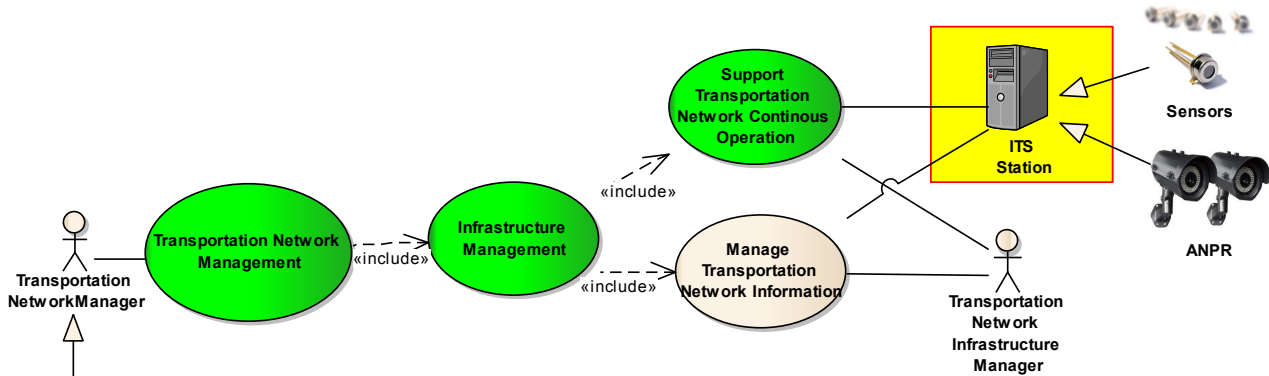 Support
Transportation
Network Continous
Operation
ITS
Station
Sensors
ANPR
«include»
Transportation Network
Management
«include»
Infrastructure
Management
«include»
Manage
Transportation
Network Information
Transportation
NetworkManager
Transportation
Network
Infrastructure
Manager